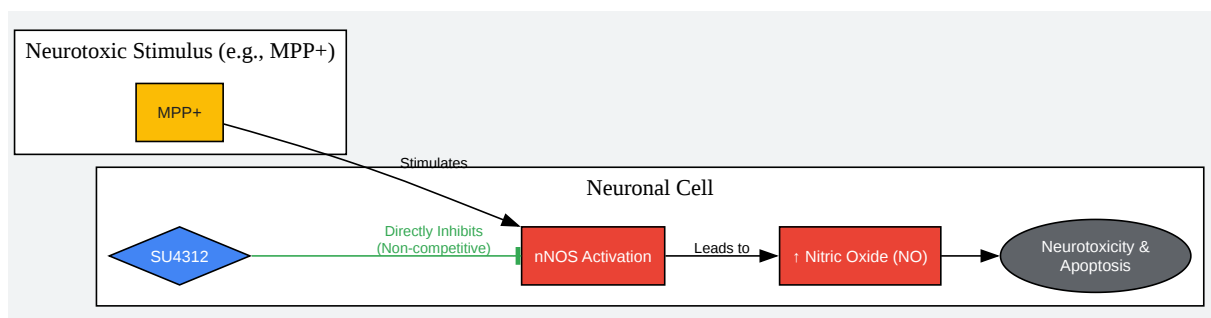 Neurotoxic Stimulus (e.g., MPP+)
MPP+
Stimulates
Neuronal Cell
SU4312
Directly Inhibits
(Non-competitive)
nNOS Activation
Leads to
↑ Nitric Oxide (NO)
Neurotoxicity &
Apoptosis